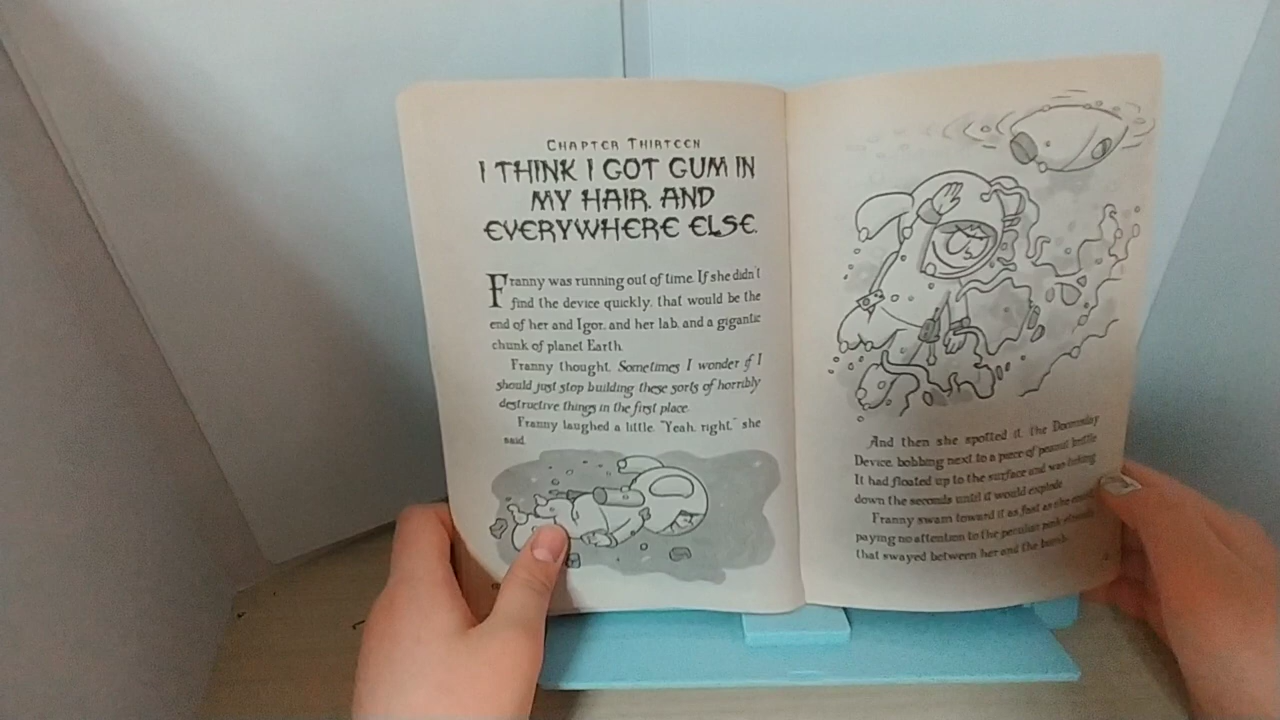 CHAPTER THIRTEEN
I THINK I GOT GUM IN
MY HAIR. AND
EVERYWHERE ELSE.
Franny was running out of time. If she didn't
find the device quickly, that would be the
end of her and Igor, and her lab, and a gigantic
chunk of planet Earth.
Franny thought, Sometimes I wonder if I
should just stop building these sorts of horribly
destructive things in the first place.
Franny laughed a little. "Yeah, right," she
said.
And then she spotted it. The Doomsday
Device, bobbing next to a piece of peanut brittle.
It had floated up to the surface and was ticking
down the seconds until it would explode.
Franny swam toward it as fast as she could,
paying no attention to the peculiar pink
that swayed between her and the bomb.